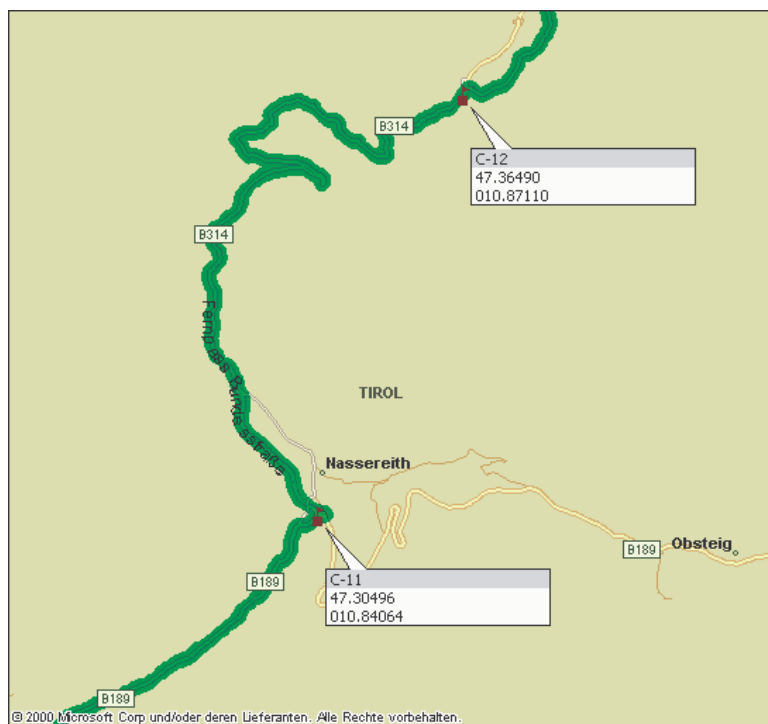 B314
C-12
47.36490
010.87110
B314
Fernpass Bundesstraße
TIROL
Nassereith
B189
Obsteig
B189
C-11
47.30496
010.84064
B189
© 2000 Microsoft Corp und/oder deren Lieferanten. Alle Rechte vorbehalten.